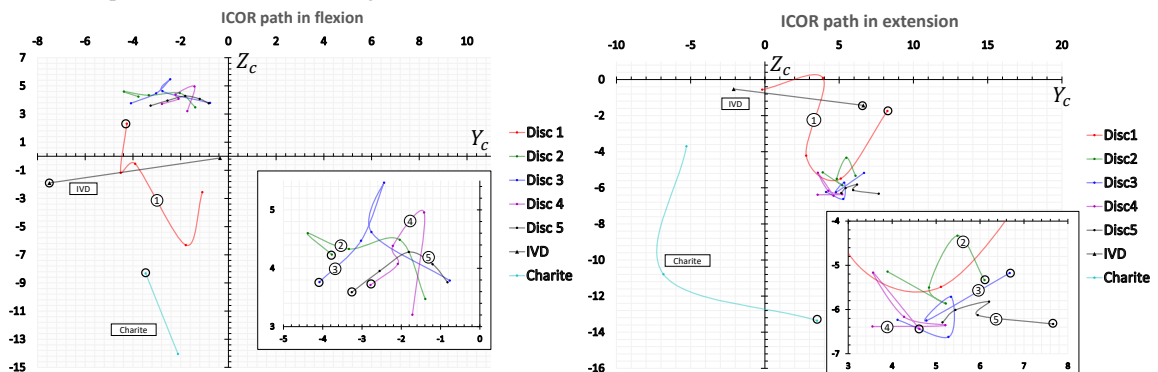 ICOR path in flexion
-8 -6 -4 -2 0 2 4 6 8 10
Z_c
7
5
3
1
-1
-3
-5
-7
-9
-11
-13
-15
Y_c
IVD
1
Charite
5
4
3
-5 -4 -3 -2 -1 0
2
3
4
5
Disc 1
Disc 2
Disc 3
Disc 4
Disc 5
IVD
Charite
ICOR path in extension
-10 -5 0 5 10 15 20
Z_c
0
-2
-4
-6
-8
-10
-12
-14
-16
Y_c
IVD
1
Charite
-4
-5
-6
-7
3 4 5 6 7 8
2
3
4
5
Disc1
Disc2
Disc3
Disc4
Disc5
IVD
Charite